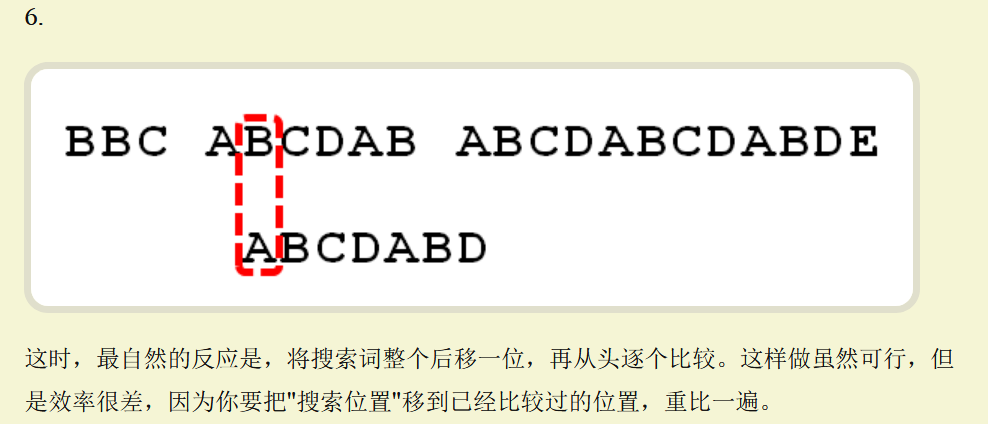 6.
BBC ABCDAB ABCDABCDABDE
ABCDABD
这时，最自然的反应是，将搜索词整个后移一位，再从头逐个比较。这样做虽然可行，但
是效率很差，因为你要把"搜索位置"移到已经比较过的位置，重比一遍。